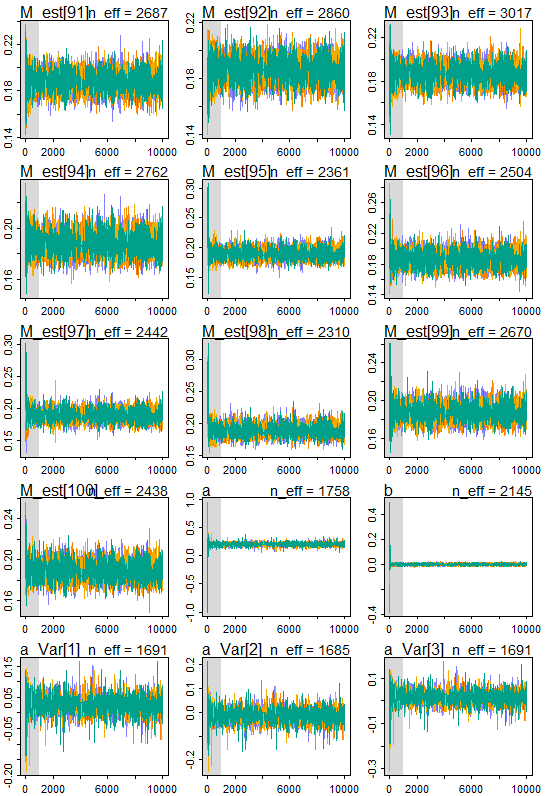 M_est[91] n_eff = 2687 M_est[92] n_eff = 2860 M_est[93] n_eff = 3017
0.22 0.22 0.22
0.18 0.18 0.18
0.14 0.14 0.14
0 2000 6000 10000 0 2000 6000 10000 0 2000 6000 10000
M_est[94] n_eff = 2762 M_est[95] n_eff = 2361 M_est[96] n_eff = 2504
0.20 0.16 0.30 0.25 0.20 0.15 0.26 0.22 0.18 0.14
0 2000 6000 10000 0 2000 6000 10000 0 2000 6000 10000
M_est[97] n_eff = 2442 M_est[98] n_eff = 2310 M_est[99] n_eff = 2670
0.30 0.25 0.20 0.15 0.30 0.25 0.20 0.15 0.24 0.20 0.16
0 2000 6000 10000 0 2000 6000 10000 0 2000 6000 10000
M_est[100] n_eff = 2438 a n_eff = 1758 b n_eff = 2145
0.24 0.20 0.16 1.0 0.5 0.0 -0.5 -1.0 0.4 0.2 0.0 -0.4
0 2000 6000 10000 0 2000 6000 10000 0 2000 6000 10000
a_Var[1] n_eff = 1691 a_Var[2] n_eff = 1685 a_Var[3] n_eff = 1691
0.15 0.05 -0.05 -0.20 0.2 0.1 0.0 -0.2 0.1 -0.1 -0.3
0 2000 6000 10000 0 2000 6000 10000 0 2000 6000 10000